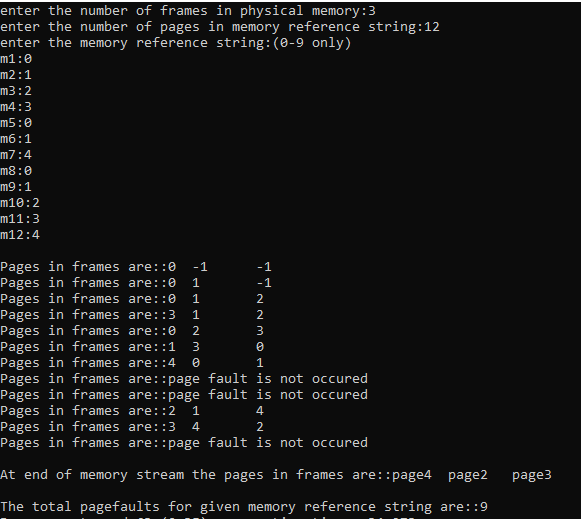 enter the number of frames in physical memory:3
enter the number of pages in memory reference string:12
enter the memory reference string:(0-9 only)
m1:0
m2:1
m3:2
m4:3
m5:0
m6:1
m7:4
m8:0
m9:1
m10:2
m11:3
m12:4
Pages in frames are::0 -1 -1
Pages in frames are::0 1 -1
Pages in frames are::0 1 2
Pages in frames are::3 1 2
Pages in frames are::0 2 3
Pages in frames are::1 3 0
Pages in frames are::4 0 1
Pages in frames are::page fault is not occured
Pages in frames are::page fault is not occured
Pages in frames are::2 1 4
Pages in frames are::3 4 2
Pages in frames are::page fault is not occured
At end of memory stream the pages in frames are::page4 page2 page3
The total pagefaults for given memory reference string are::9